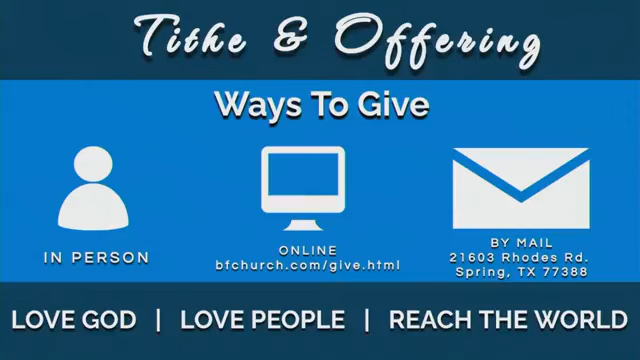 Tithe & Offering
Ways To Give
IN PERSON
ONLINE
bfchurch.com/give.html
BY MAIL
21603 Rhodes Rd.
Spring, TX 77388
LOVE GOD | LOVE PEOPLE | REACH THE WORLD